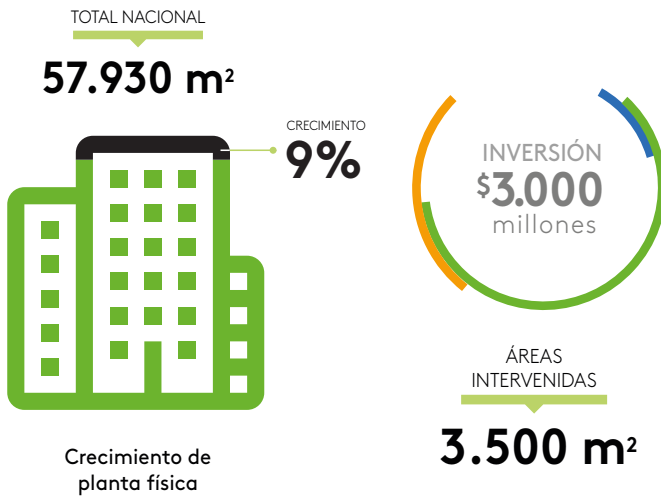 TOTAL NACIONAL
57.930 m²
CRECIMIENTO
9%
Crecimiento de
planta física
INVERSIÓN
$3.000
millones
ÁREAS
INTERVENIDAS
3.500 m²